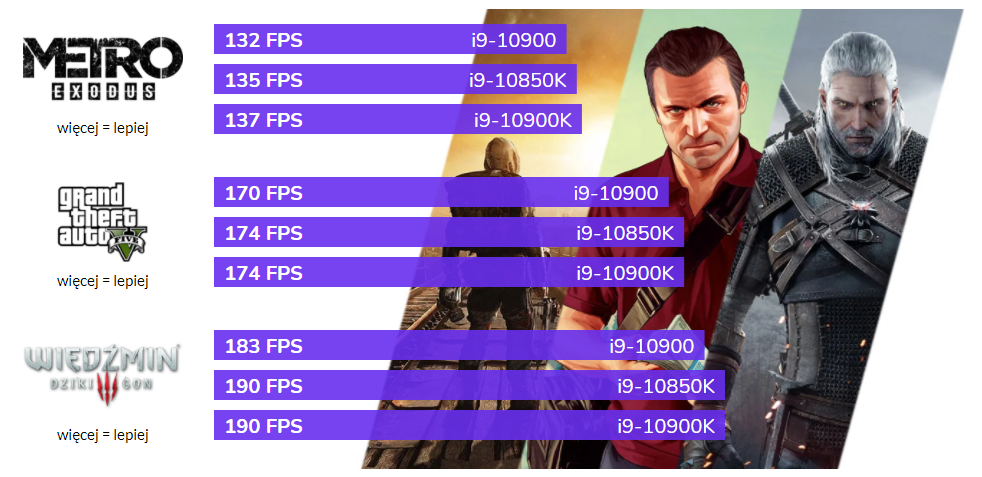 METRO
EXODUS
więcej = lepiej
132 FPS i9-10900
135 FPS i9-10850K
137 FPS i9-10900K
grand
theft
auto V
FIVE
więcej = lepiej
170 FPS i9-10900
174 FPS i9-10850K
174 FPS i9-10900K
WIEDŹMIN
DZIKI GON
więcej = lepiej
183 FPS i9-10900
190 FPS i9-10850K
190 FPS i9-10900K